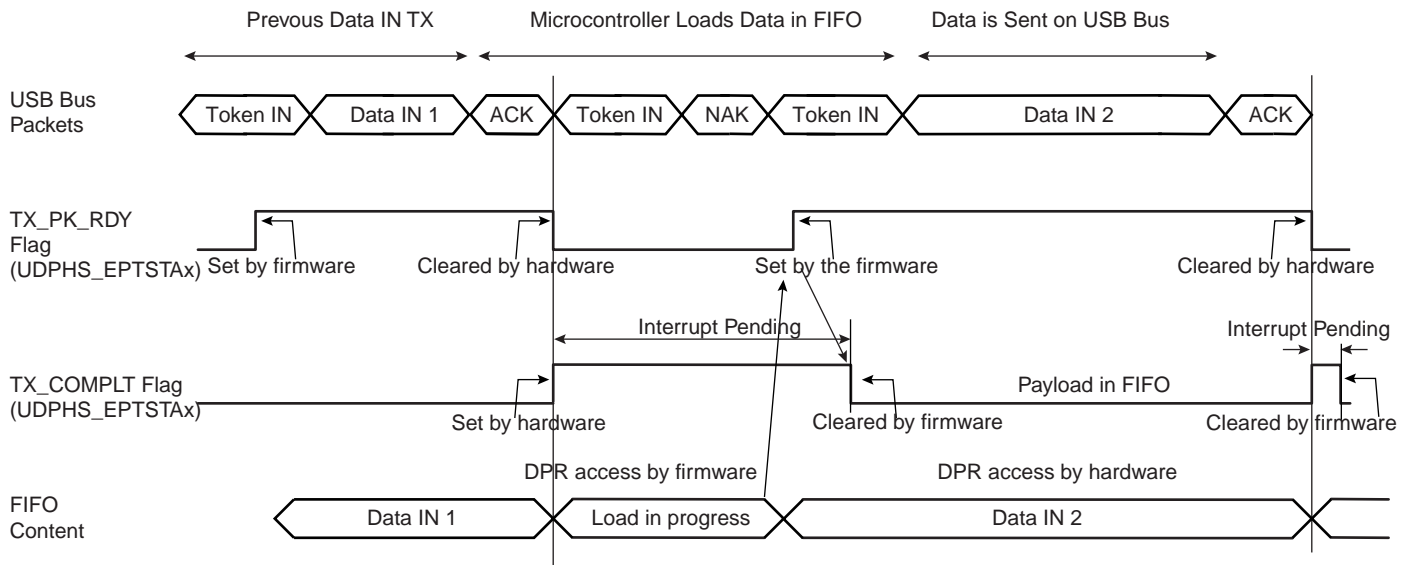 Prevous Data IN TX
Microcontroller Loads Data in FIFO
Data is Sent on USB Bus
USB Bus
Packets
Token IN
Data IN 1
ACK
Token IN
NAK
Token IN
Data IN 2
ACK
TX_PK_RDY
Flag
(UDPHS_EPTSTAx)
Set by firmware
Cleared by hardware
Set by the firmware
Cleared by hardware
Interrupt Pending
Interrupt Pending
TX_COMPLT Flag
(UDPHS_EPTSTAx)
Payload in FIFO
Set by hardware
Cleared by firmware
Cleared by firmware
DPR access by firmware
DPR access by hardware
FIFO
Content
Data IN 1
Load in progress
Data IN 2